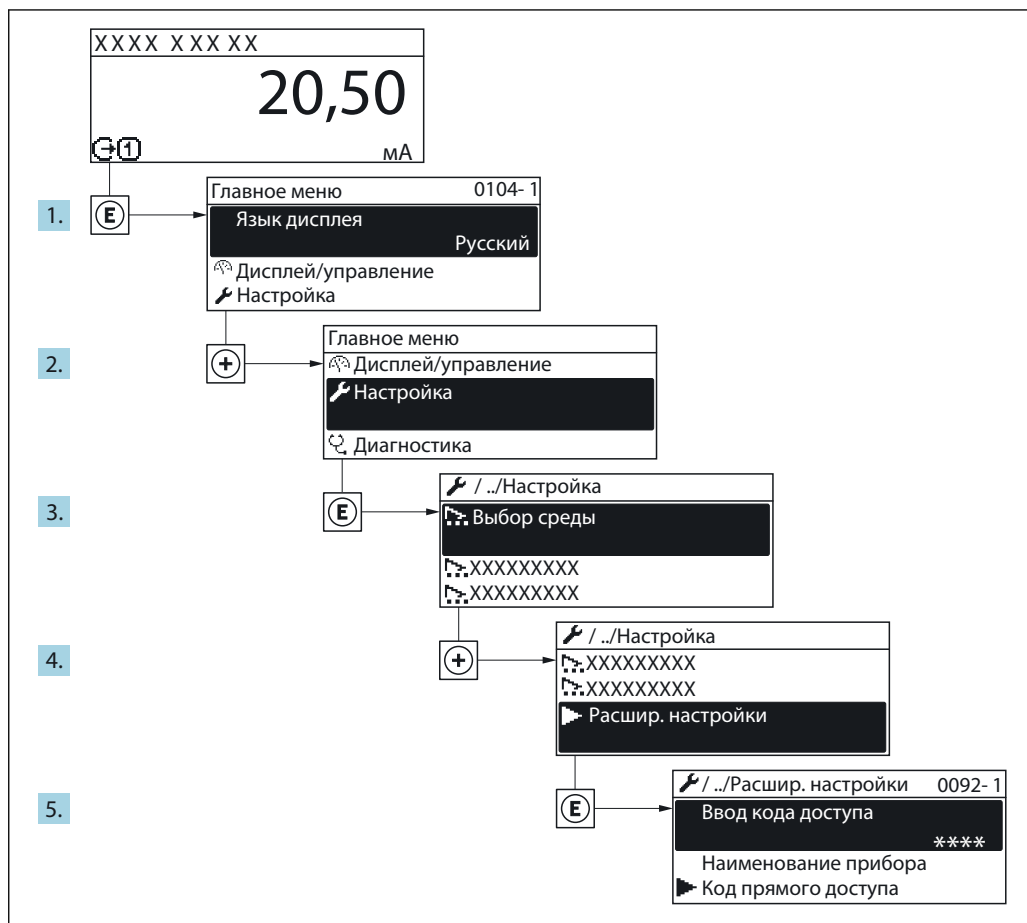 XXXX XXX XX
20,50
1 мА
1.
E
Главное меню 0104-1
Язык дисплея
Русский
Дисплей/управление
Настройка
2.
+
Главное меню
Дисплей/управление
Настройка
Диагностика
3.
E
/ ../Настройка
Выбор среды
XXXXXXXXX
XXXXXXXXX
4.
+
/ ../Настройка
XXXXXXXXX
XXXXXXXXX
Расшир. настройки
5.
E
/ ../Расшир. настройки 0092-1
Ввод кода доступа
****
Наименование прибора
Код прямого доступа